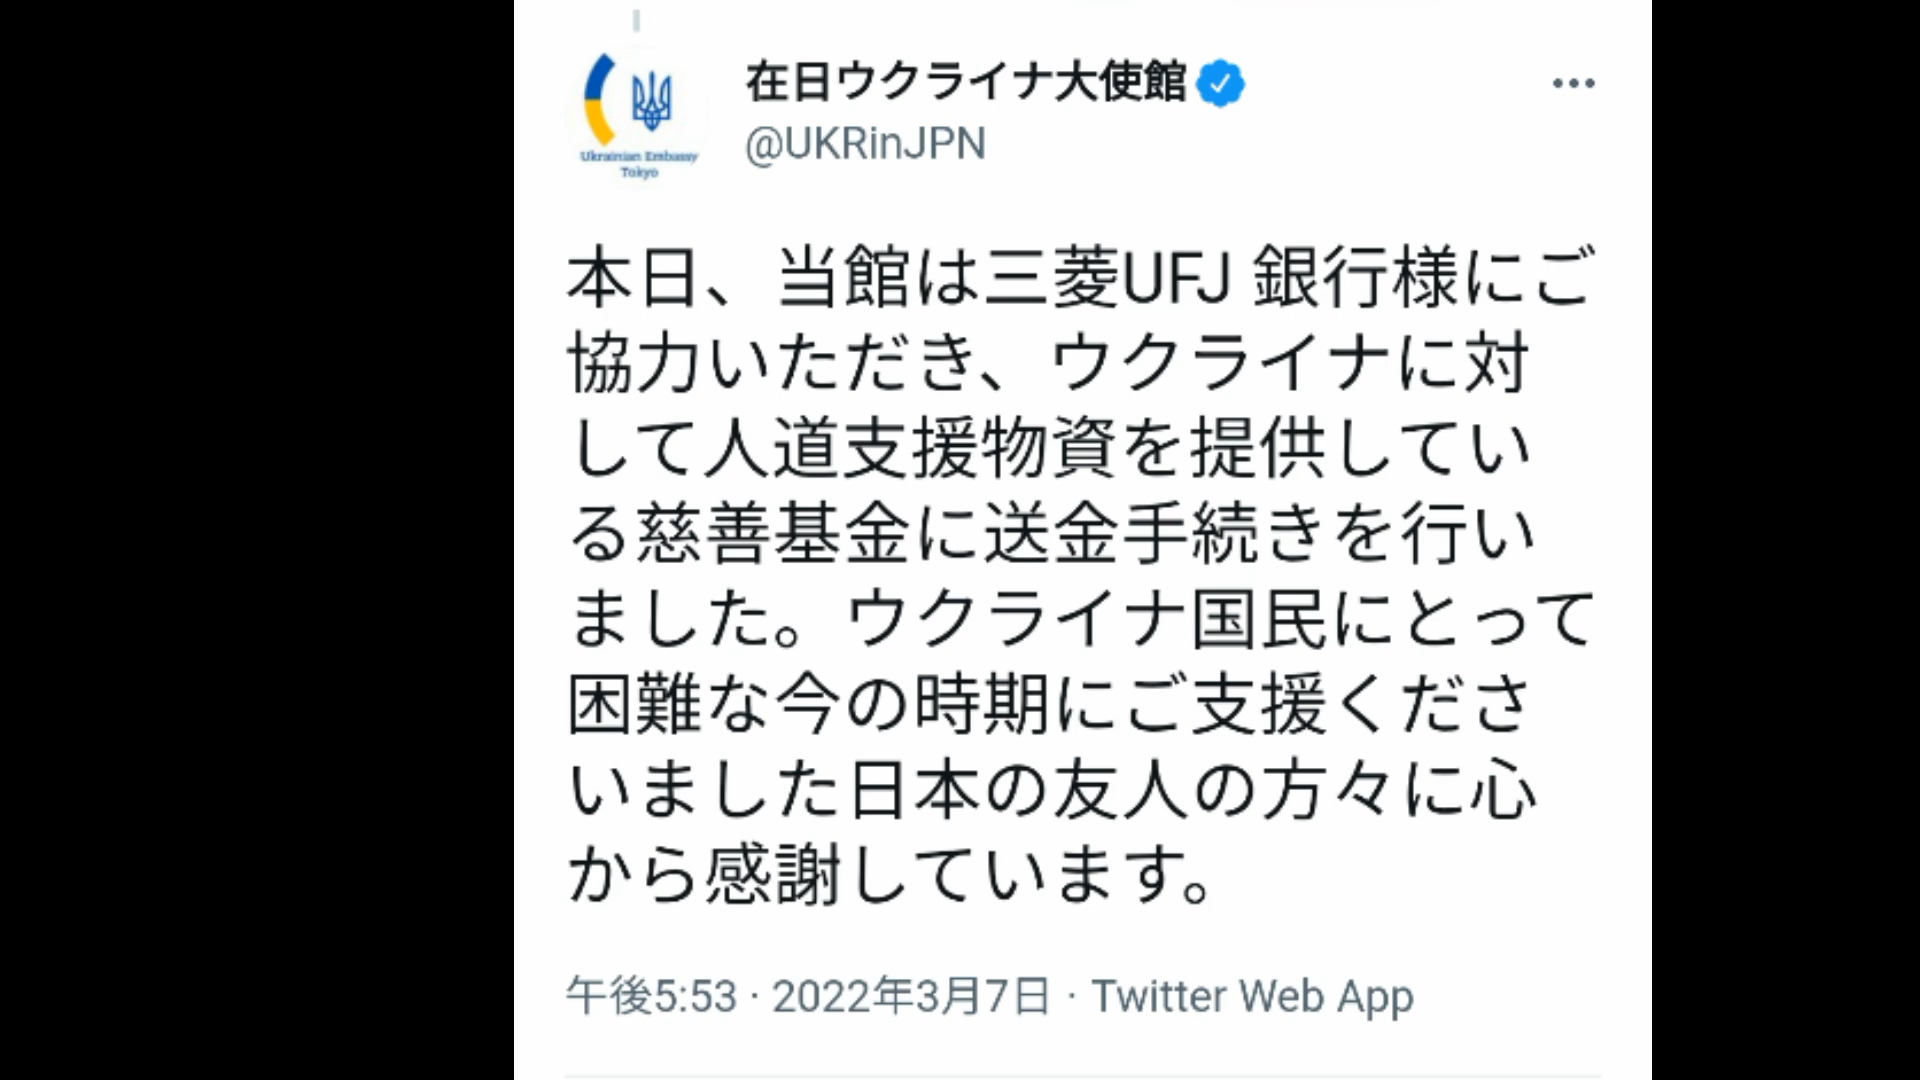 在日ウクライナ大使館
@UKRinJPN
Ukrainian Embassy
Tokyo
本日、当館は三菱UFJ 銀行様にご
協力いただき、ウクライナに対
して人道支援物資を提供してい
る慈善基金に送金手続きを行い
ました。ウクライナ国民にとって
困難な今の時期にご支援くださ
いました日本の友人の方々に心
から感謝しています。
午後5:53 · 2022年3月7日 · Twitter Web App